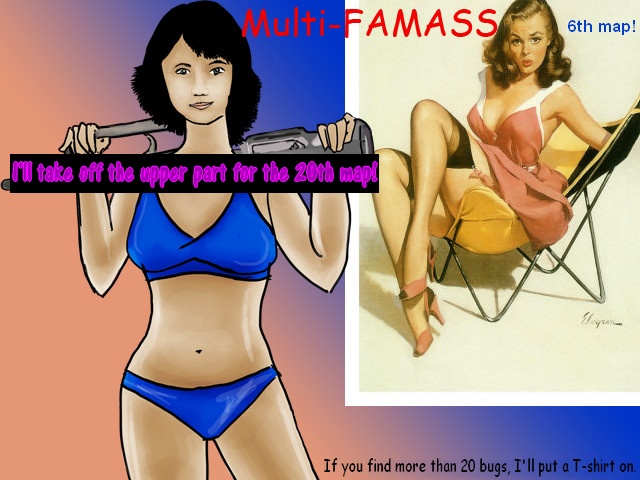 Multi-FAMASS
6th map!
I'll take off the upper part for the 20th map!
Elvgren
If you find more than 20 bugs, I'll put a T-shirt on.